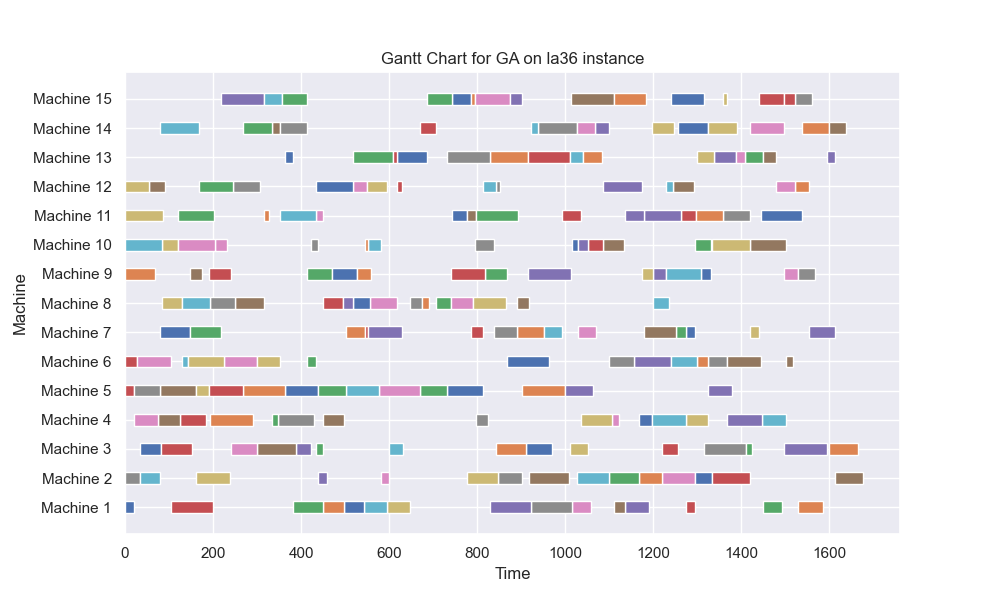 Gantt Chart for GA on la36 instance
Machine 15
Machine 14
Machine 13
Machine 12
Machine 11
Machine 10
Machine 9
Machine 8
Machine 7
Machine 6
Machine 5
Machine 4
Machine 3
Machine 2
Machine 1
Machine
0 200 400 600 800 1000 1200 1400 1600
Time